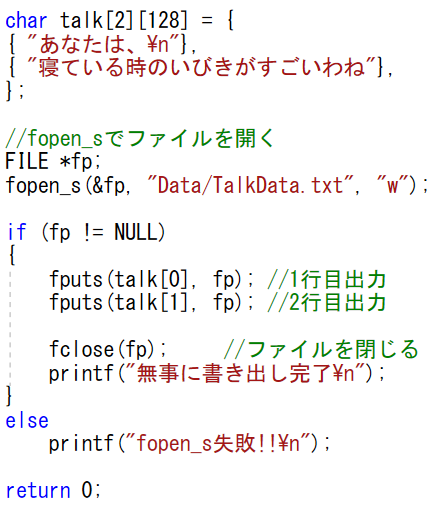 char talk[2][128] = {
{ "あなたは、¥n"},
{ "寝ている時のいびきがすごいわね"},
};
//fopen_sでファイルを開く
FILE *fp;
fopen_s(&fp, "Data/TalkData.txt", "w");
if (fp != NULL)
{
fputs(talk[0], fp); //1行目出力
fputs(talk[1], fp); //2行目出力
fclose(fp); //ファイルを閉じる
printf("無事に書き出し完了¥n");
}
else
printf("fopen_s失敗!!¥n");
return 0;